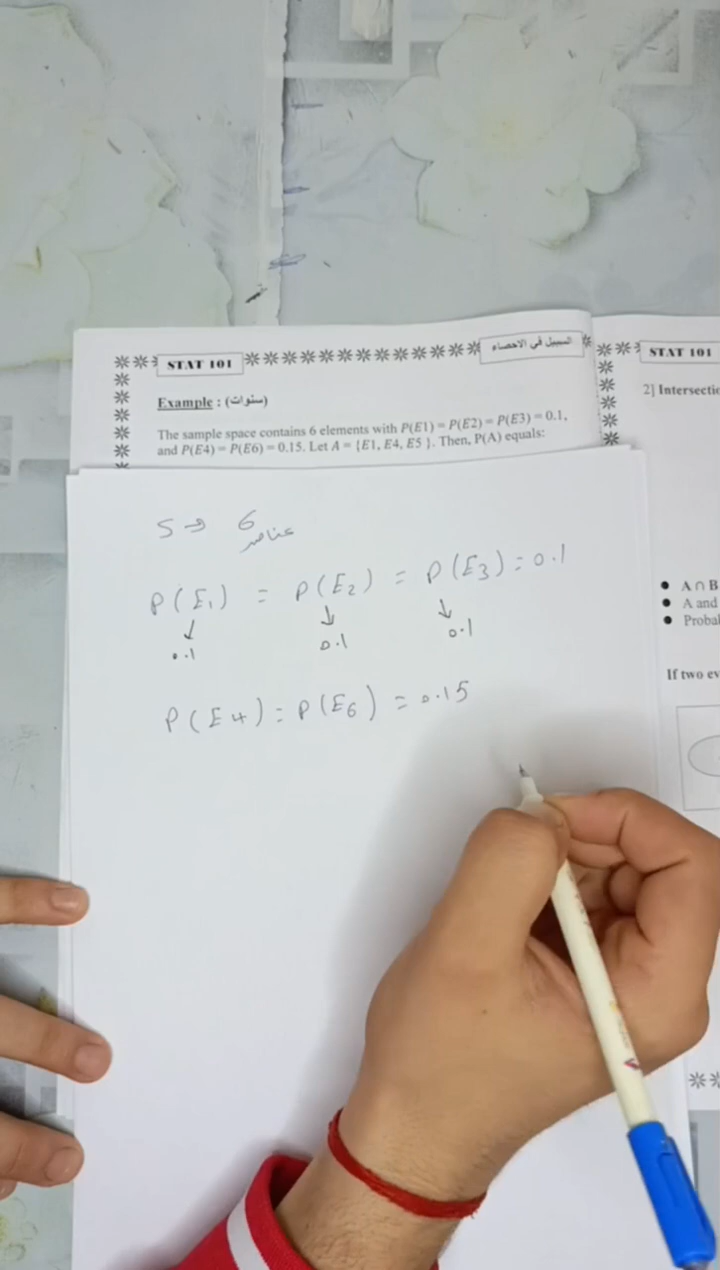 STAT 101
السبيل في الاحصاء
Example : (سنوات)
The sample space contains 6 elements with P(E1) = P(E2) = P(E3) = 0.1,
and P(E4) = P(E6) = 0.15. Let A = {E1, E4, E5 }. Then, P(A) equals:
S → 6
عناصر
P(E₁) = P(E₂) = P(E₃) = 0.1
↓ ↓ ↓
0.1 0.1 0.1
P(E4) = P(E6) = 0.15
STAT 101
2] Intersectio
• A ∩ B
• A and
• Probal
If two ev